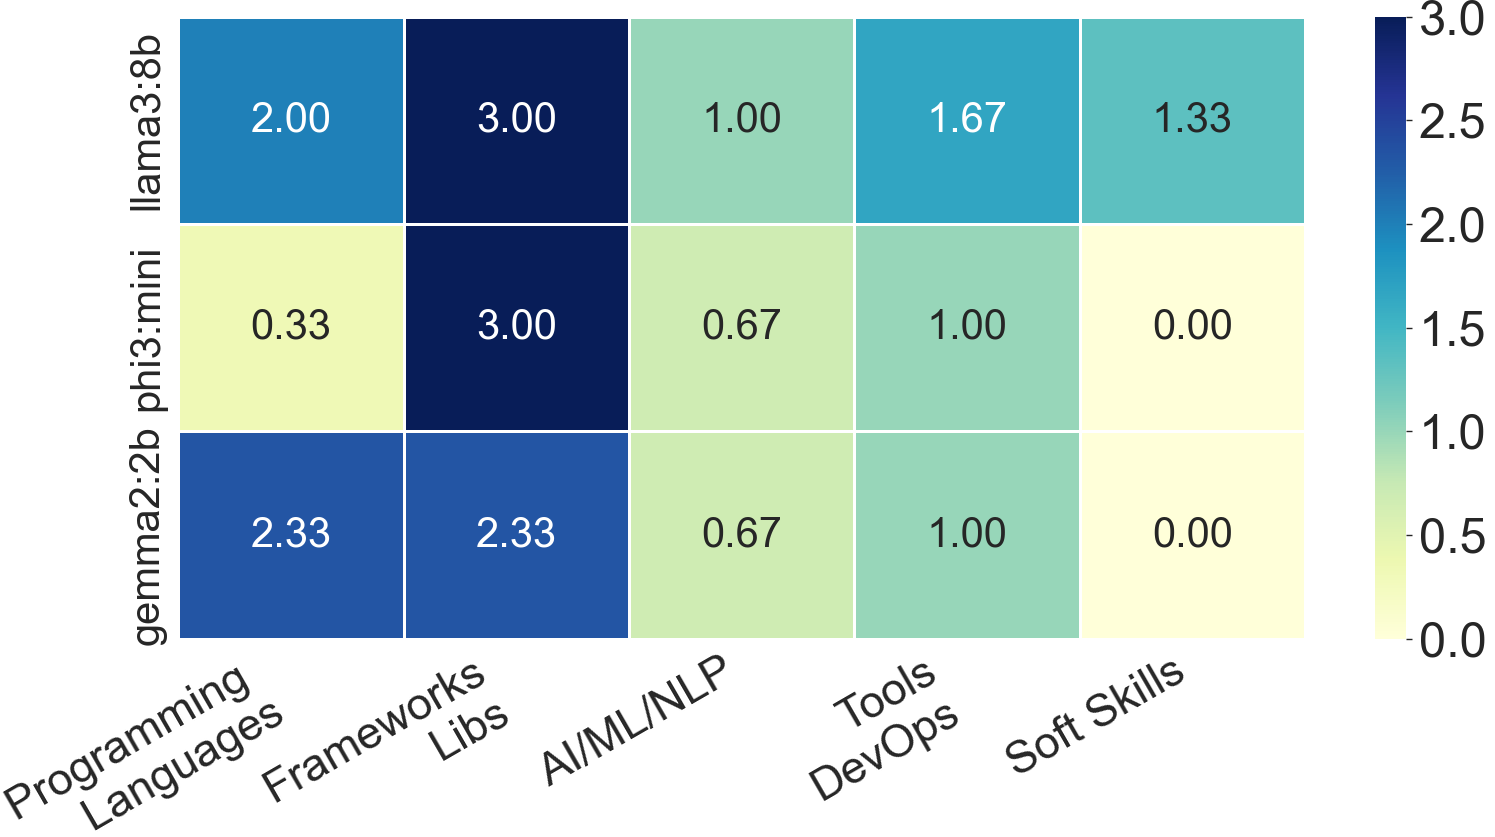 llama3:8b
2.00
3.00
1.00
1.67
1.33
phi3:mini
0.33
3.00
0.67
1.00
0.00
gemma2:2b
2.33
2.33
0.67
1.00
0.00
Programming
Languages
Frameworks
Libs
AI/ML/NLP
Tools
DevOps
Soft Skills
3.0
2.5
2.0
1.5
1.0
0.5
0.0